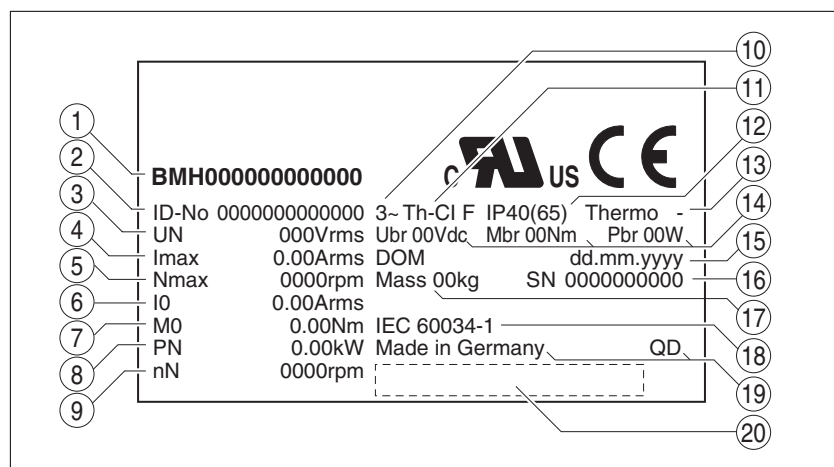 10
11
1
12
2
C RU US CE
13
3
BMH000000000000
14
4
ID-No 0000000000000 3~ Th-Cl F IP40(65) Thermo -
UN 000Vrms Ubr 00Vdc Mbr 00Nm Pbr 00W
15
5
Imax 0.00Arms DOM dd.mm.yyyy
16
6
Nmax 0000rpm Mass 00kg SN 0000000000
17
I0 0.00Arms
7
M0 0.00Nm IEC 60034-1
18
8
PN 0.00kW Made in Germany QD
19
9
nN 0000rpm
20